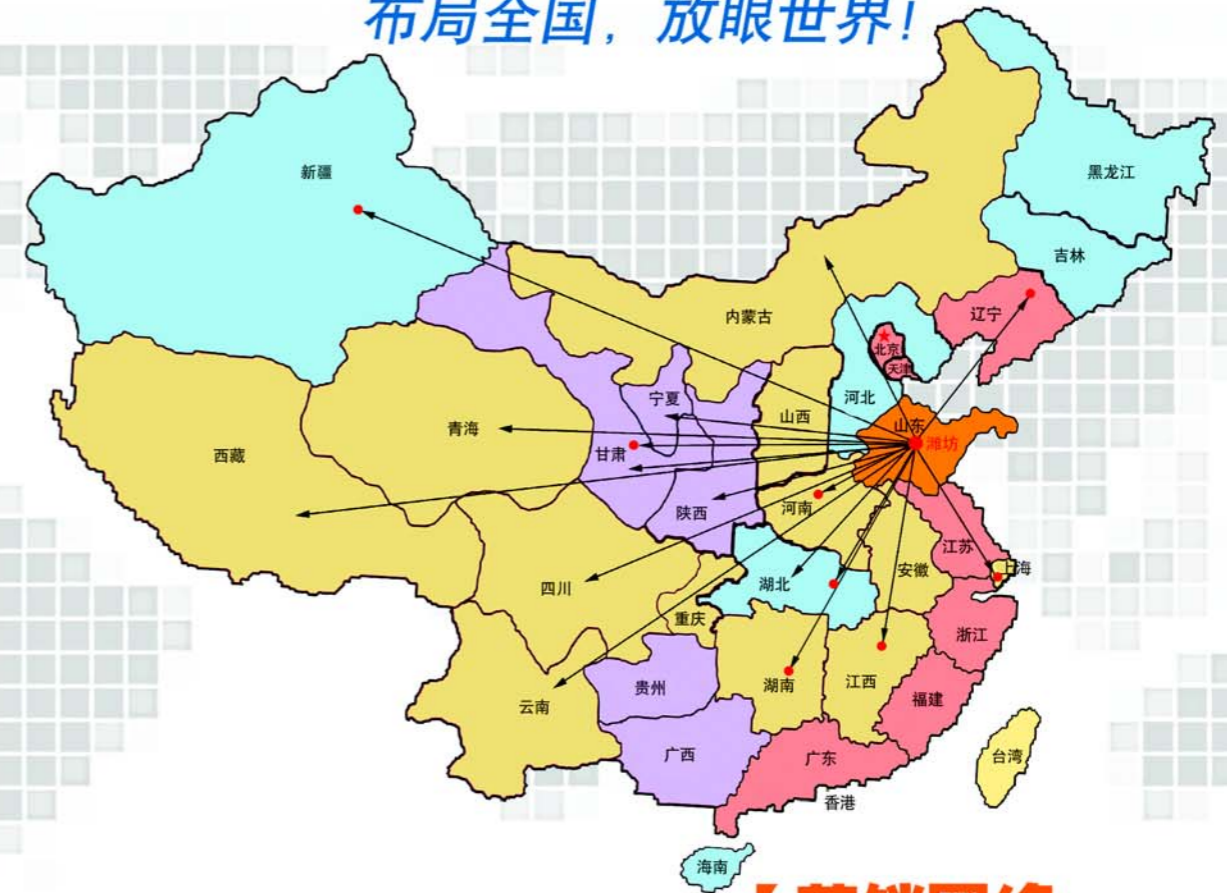 布局全国，放眼世界！
新疆
黑龙江
吉林
辽宁
内蒙古
北京
天津
河北
山西
宁夏
山东
潍坊
青海
甘肃
西藏
陕西
河南
江苏
安徽
上海
四川
湖北
重庆
浙江
贵州
湖南
江西
福建
云南
广西
广东
台湾
香港
海南